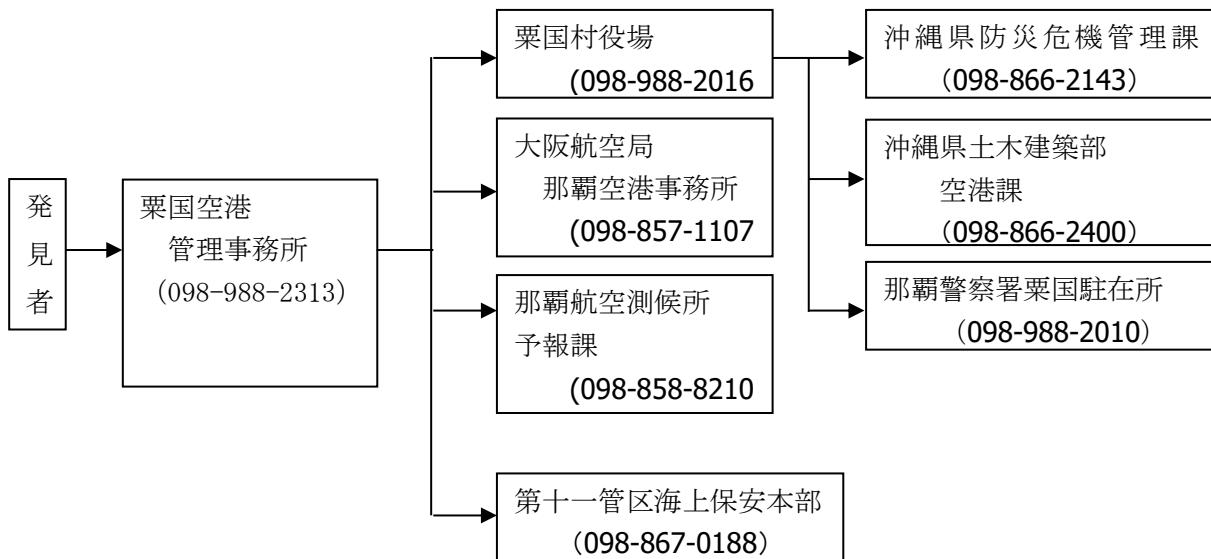 発
見
者
粟国空港
管理事務所
（098-988-2313）
粟国村役場
(098-988-2016
大阪航空局
那覇空港事務所
(098-857-1107
那覇航空測候所
予報課
(098-858-8210
第十一管区海上保安本部
（098-867-0188）
沖縄県防災危機管理課
（098-866-2143）
沖縄県土木建築部
空港課
（098-866-2400）
那覇警察署粟国駐在所
（098-988-2010）